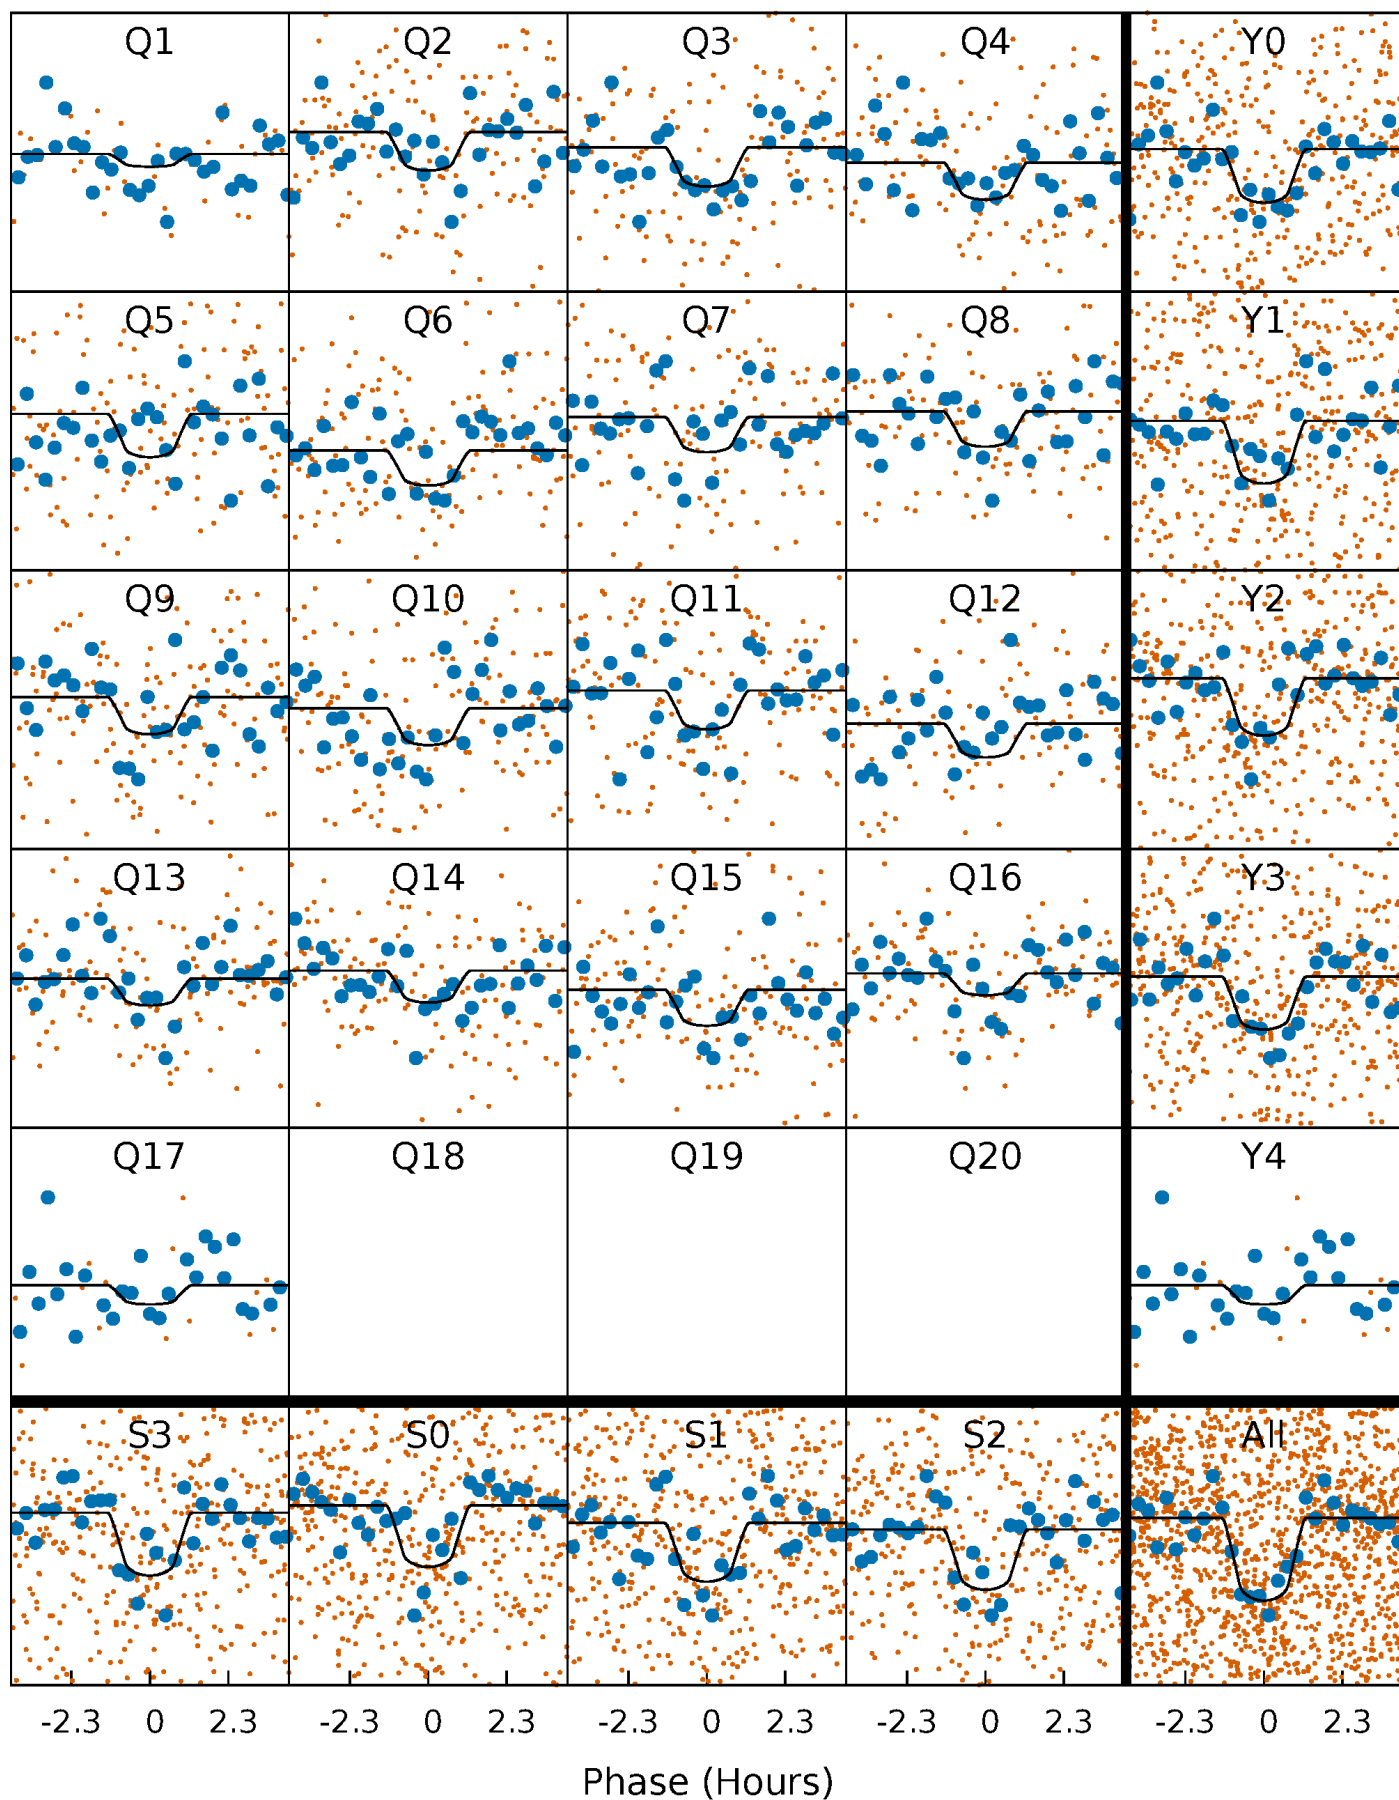 Q1 Q2 Q3 Q4 Y0
Q5 Q6 Q7 Q8 Y1
Q9 Q10 Q11 Q12 Y2
Q13 Q14 Q15 Q16 Y3
Q17 Q18 Q19 Q20 Y4
S3 S0 S1 S2 All
-2.3 0 2.3 -2.3 0 2.3 -2.3 0 2.3 -2.3 0 2.3 -2.3 0 2.3
Phase (Hours)